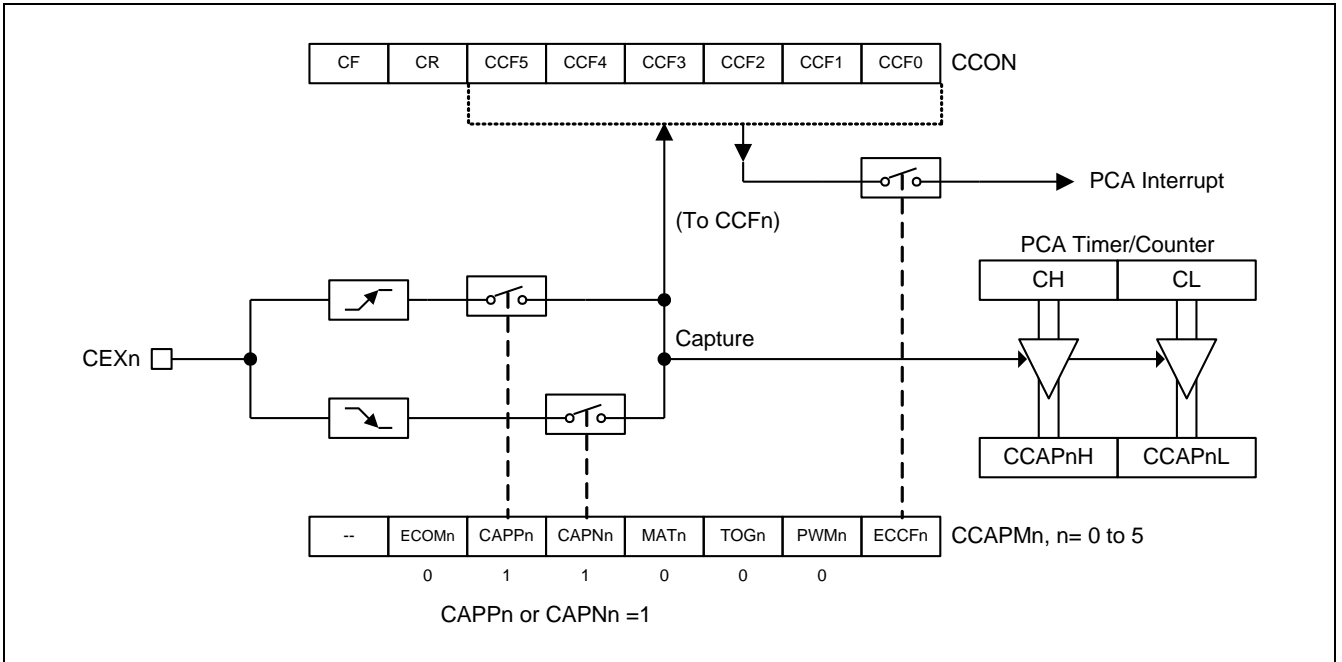 CF CR CCF5 CCF4 CCF3 CCF2 CCF1 CCF0 CCON
PCA Interrupt
(To CCFn)
PCA Timer/Counter
CH CL
Capture
CEXn
CCAPnH CCAPnL
-- ECOMn CAPPn CAPNn MATn TOGn PWMn ECCFn CCAPMn, n= 0 to 5
0 1 1 0 0 0
CAPPn or CAPNn =1